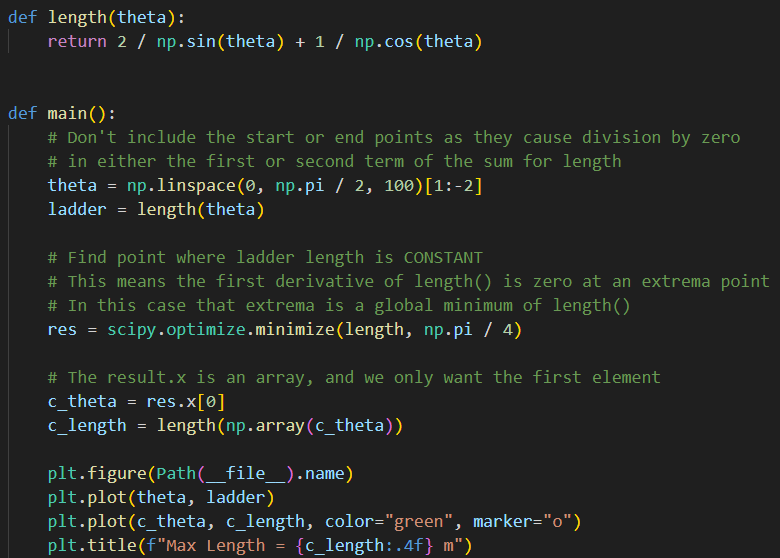 def length(theta):
    return 2 / np.sin(theta) + 1 / np.cos(theta)
def main():
    # Don't include the start or end points as they cause division by zero
    # in either the first or second term of the sum for length
    theta = np.linspace(0, np.pi / 2, 100)[1:-2]
    ladder = length(theta)
    # Find point where ladder length is CONSTANT
    # This means the first derivative of length() is zero at an extrema point
    # In this case that extrema is a global minimum of length()
    res = scipy.optimize.minimize(length, np.pi / 4)
    # The result.x is an array, and we only want the first element
    c_theta = res.x[0]
    c_length = length(np.array(c_theta))
    plt.figure(Path(__file__).name)
    plt.plot(theta, ladder)
    plt.plot(c_theta, c_length, color="green", marker="o")
    plt.title(f"Max Length = {c_length:.4f} m")